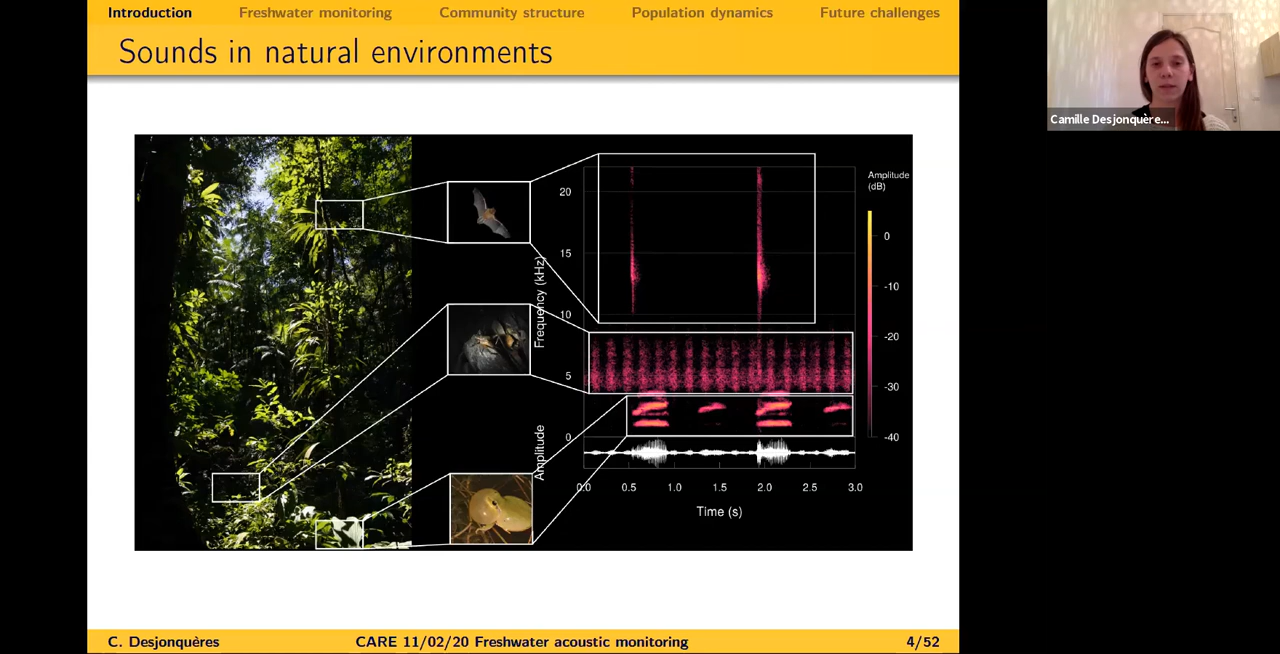 Introduction Freshwater monitoring Community structure Population dynamics Future challenges
Sounds in natural environments
Camille Desjonquère...
Amplitude
(dB)
0
-10
-20
-30
-40
Frequency (kHz)
20
15
10
5
0
Amplitude
0.0 0.5 1.0 1.5 2.0 2.5 3.0
Time (s)
C. Desjonquères CARE 11/02/20 Freshwater acoustic monitoring 4/52